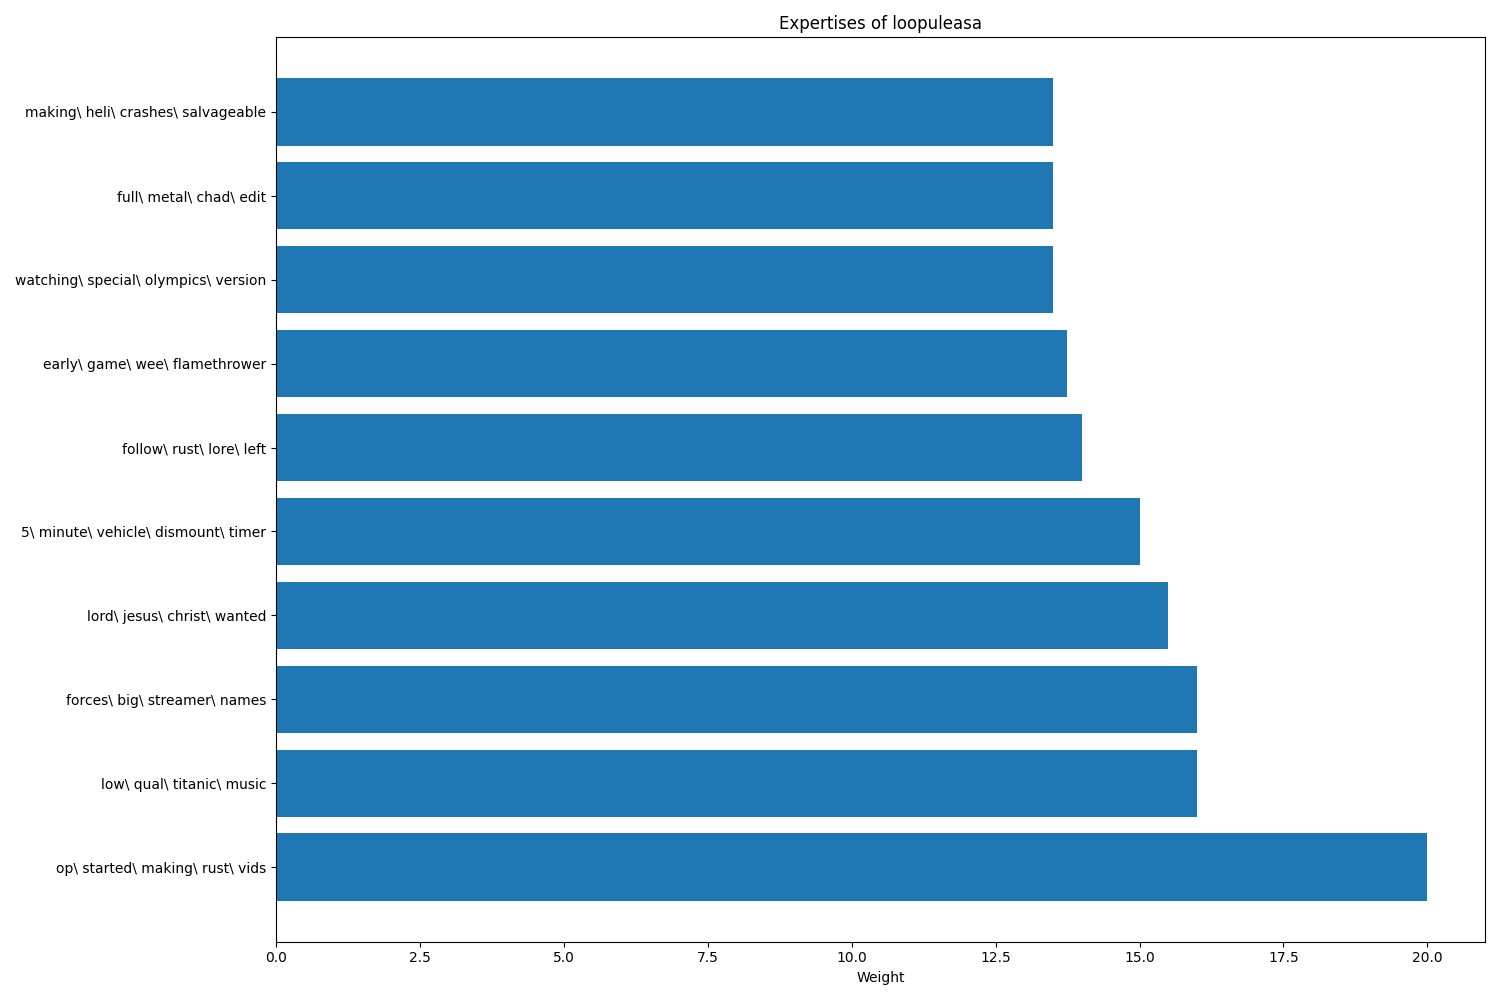 Expertises of loopuleasa
making\ heli\ crashes\ salvageable
full\ metal\ chad\ edit
watching\ special\ olympics\ version
early\ game\ wee\ flamethrower
follow\ rust\ lore\ left
5\ minute\ vehicle\ dismount\ timer
lord\ jesus\ christ\ wanted
forces\ big\ streamer\ names
low\ qual\ titanic\ music
op\ started\ making\ rust\ vids
0.0 2.5 5.0 7.5 10.0 12.5 15.0 17.5 20.0
Weight